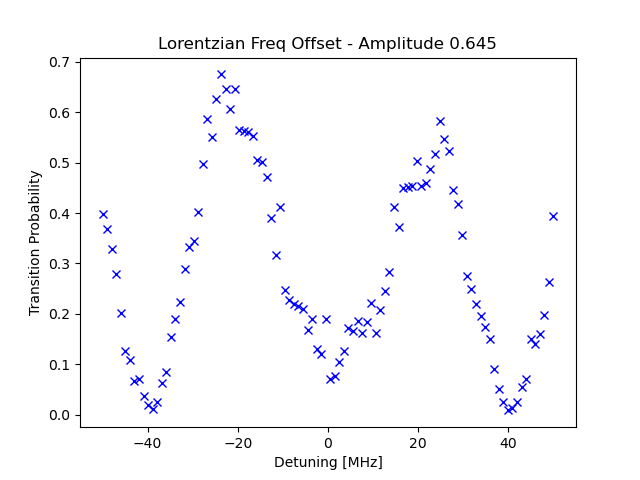 Lorentzian Freq Offset - Amplitude 0.645
Transition Probability
0.7
0.6
0.5
0.4
0.3
0.2
0.1
0.0
−40 −20 0 20 40
Detuning [MHz]